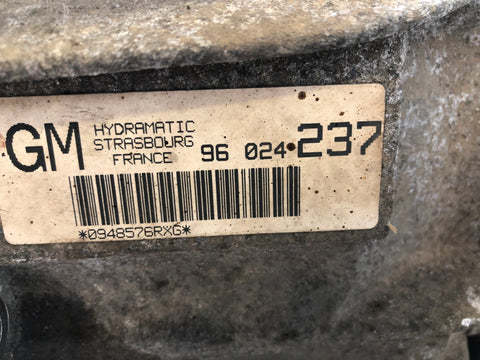 GM HYDRAMATIC
STRASBOURG
FRANCE 96 024 237
*0948576RXG*